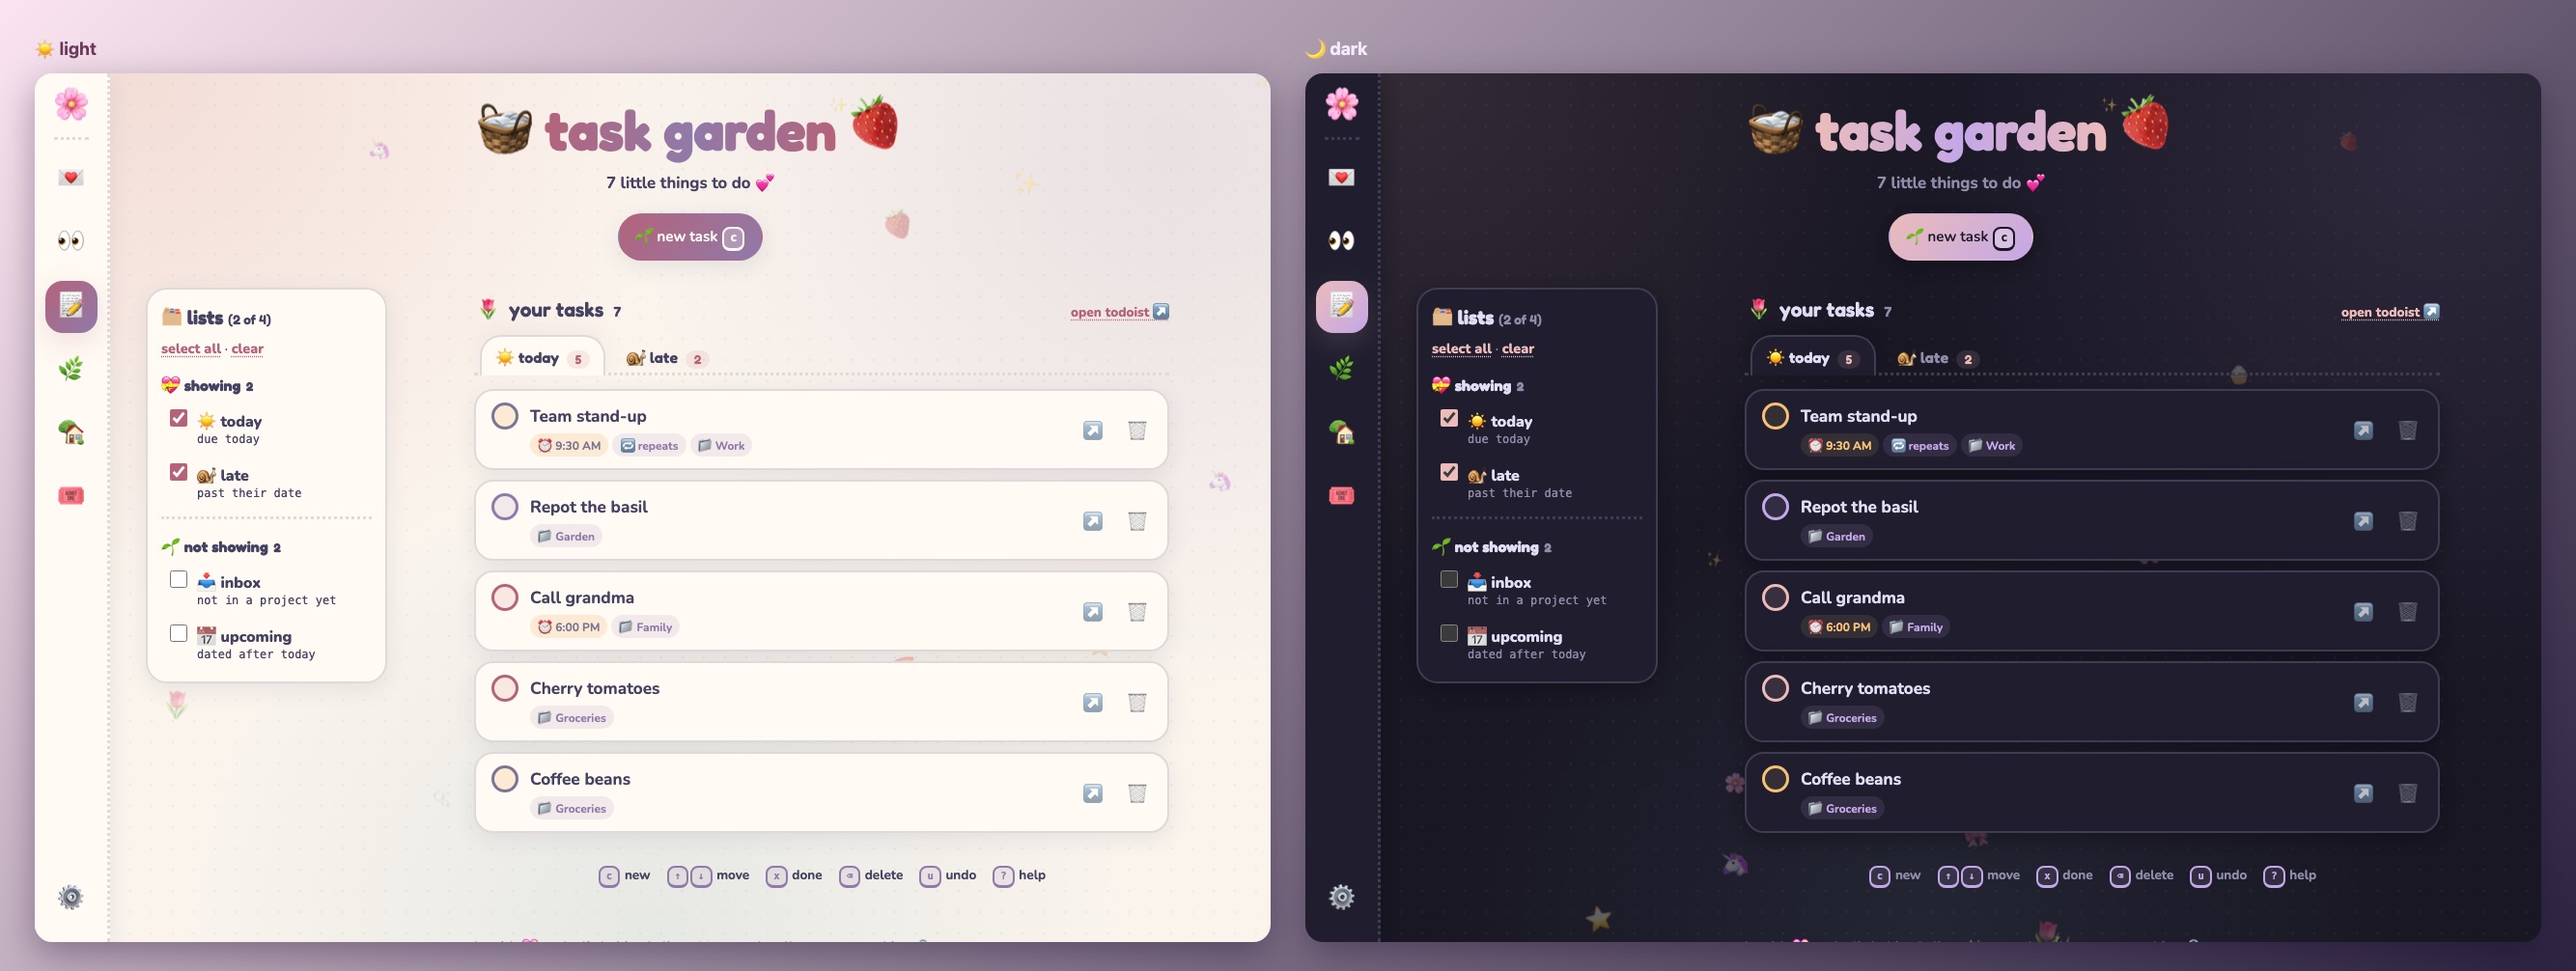 light
task garden
7 little things to do
new task c
lists (2 of 4)
select all · clear
showing 2
today
due today
late
past their date
not showing 2
inbox
not in a project yet
upcoming
dated after today
your tasks 7
open todoist
today 5
late 2
Team stand-up
9:30 AM repeats Work
Repot the basil
Garden
Call grandma
6:00 PM Family
Cherry tomatoes
Groceries
Coffee beans
Groceries
c new ↑ ↓ move x done ⌫ delete u undo ? help
dark
task garden
7 little things to do
new task c
lists (2 of 4)
select all · clear
showing 2
today
due today
late
past their date
not showing 2
inbox
not in a project yet
upcoming
dated after today
your tasks 7
open todoist
today 5
late 2
Team stand-up
9:30 AM repeats Work
Repot the basil
Garden
Call grandma
6:00 PM Family
Cherry tomatoes
Groceries
Coffee beans
Groceries
c new ↑ ↓ move x done ⌫ delete u undo ? help